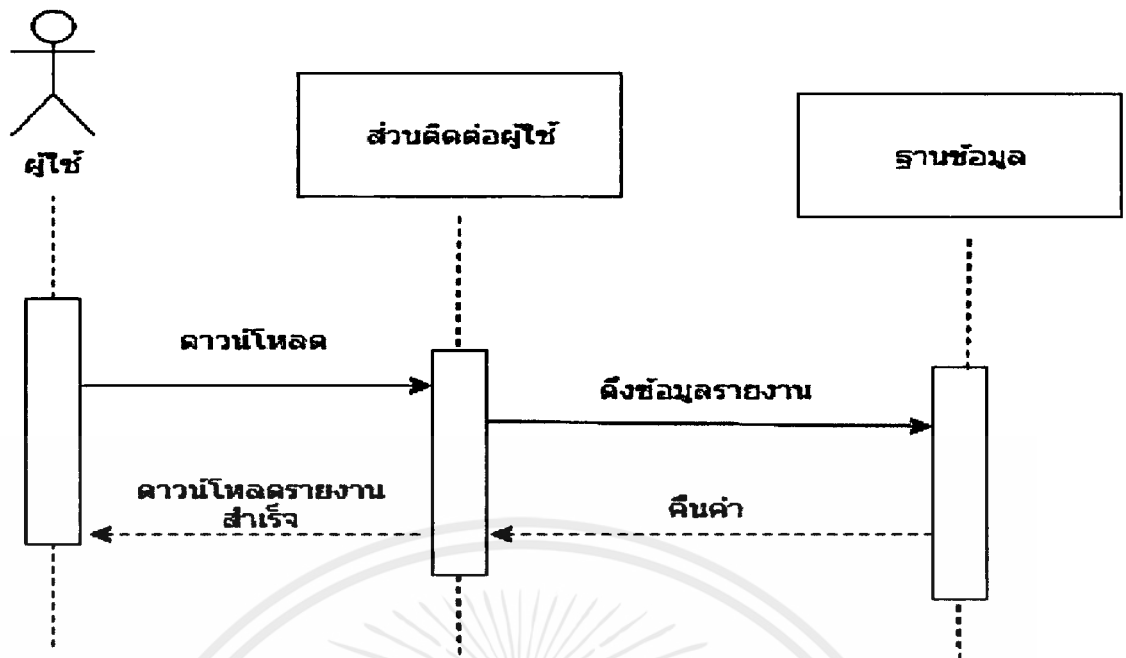 ผู้ใช้
ส่วนติดต่อผู้ใช้
ฐานข้อมูล
ดาวน์โหลด
ดึงข้อมูลรายงาน
ดาวน์โหลดรายงาน
สำเร็จ
คืนค่า